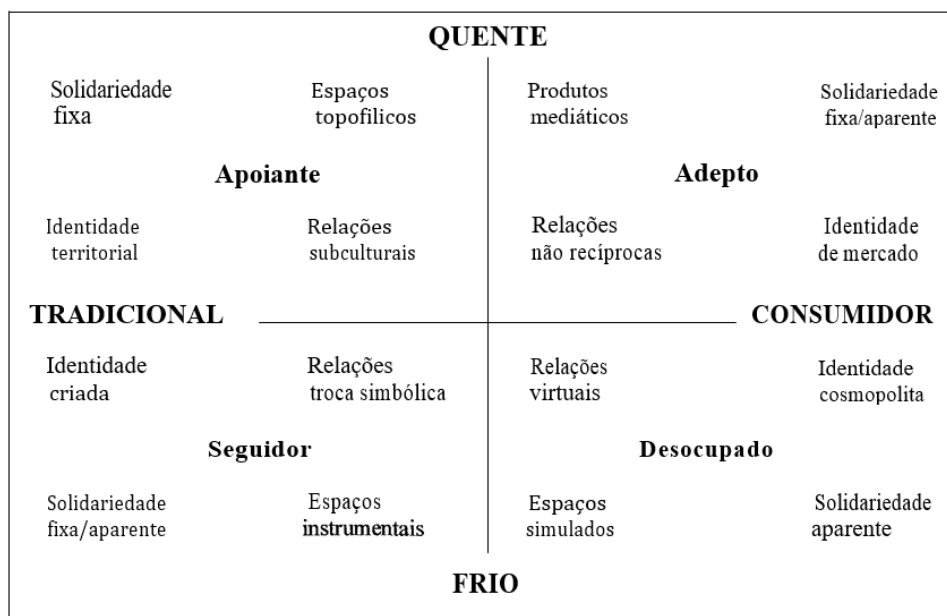 QUENTE
Solidariedade
fixa
Espaços
topofilicos
Produtos
mediáticos
Solidariedade
fixa/aparente
Apoiante
Adepto
Identidade
territorial
Relações
subculturais
Relações
não recíprocas
Identidade
de mercado
TRADICIONAL
CONSUMIDOR
Identidade
criada
Relações
troca simbólica
Relações
virtuais
Identidade
cosmopolita
Seguidor
Desocupado
Solidariedade
fixa/aparente
Espaços
instrumentais
Espaços
simulados
Solidariedade
aparente
FRIO